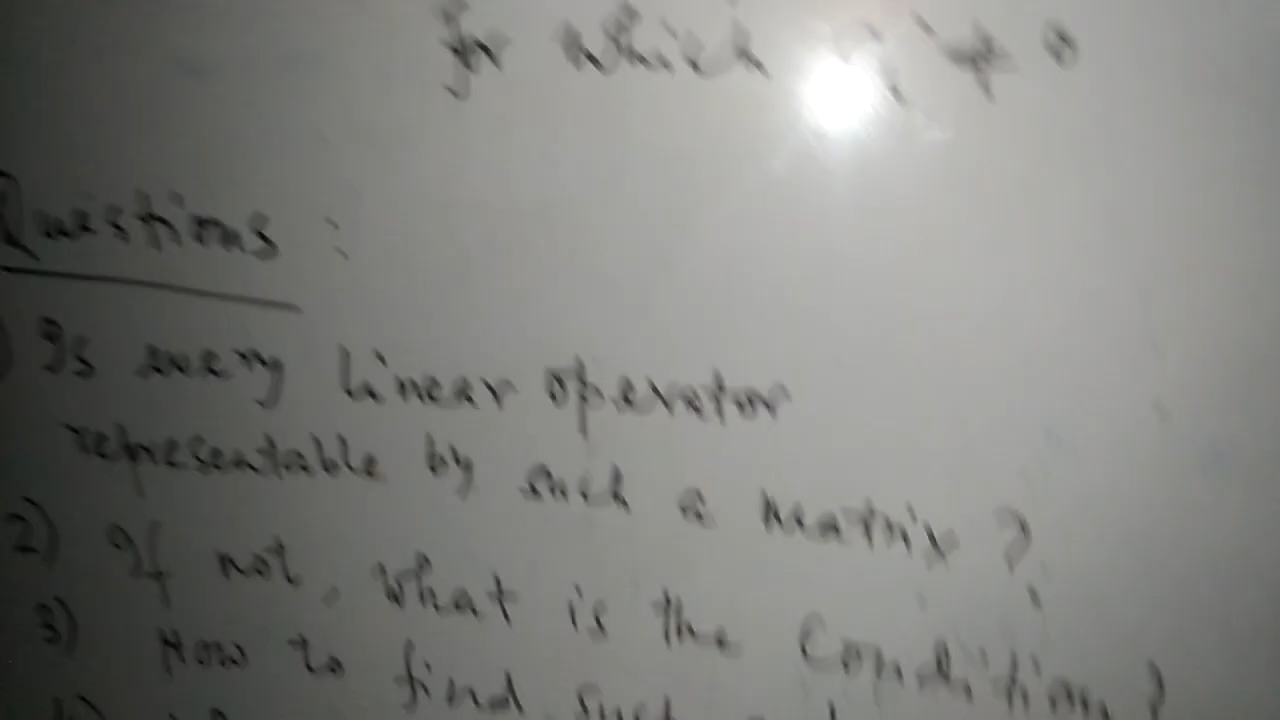 for which
Questions :
) Is every linear operator
representable by such a matrix ?
2) If not, what is the condition ?
3) How to find such a